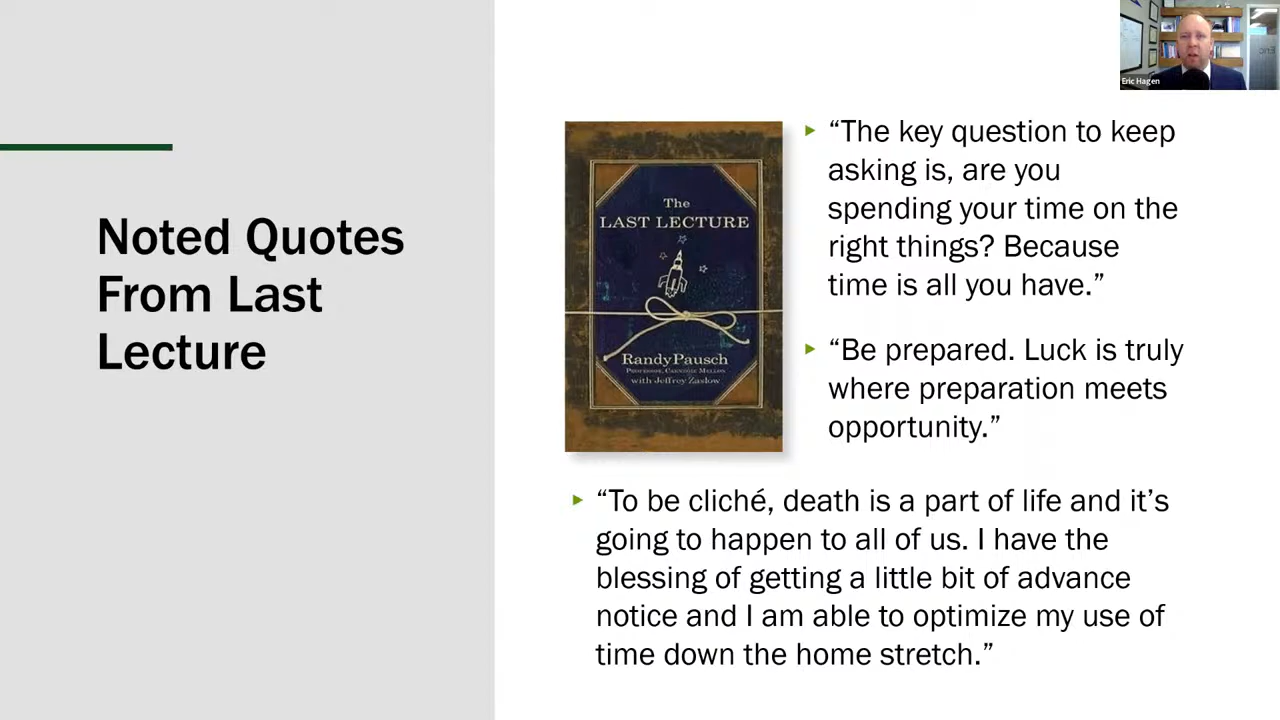 Noted Quotes
From Last
Lecture
The
LAST LECTURE
Randy Pausch
PROFESSOR, CARNEGIE MELLON
with Jeffrey Zaslow
“The key question to keep
asking is, are you
spending your time on the
right things? Because
time is all you have.”
“Be prepared. Luck is truly
where preparation meets
opportunity.”
“To be cliché, death is a part of life and it’s
going to happen to all of us. I have the
blessing of getting a little bit of advance
notice and I am able to optimize my use of
time down the home stretch.”
Eric Hagen